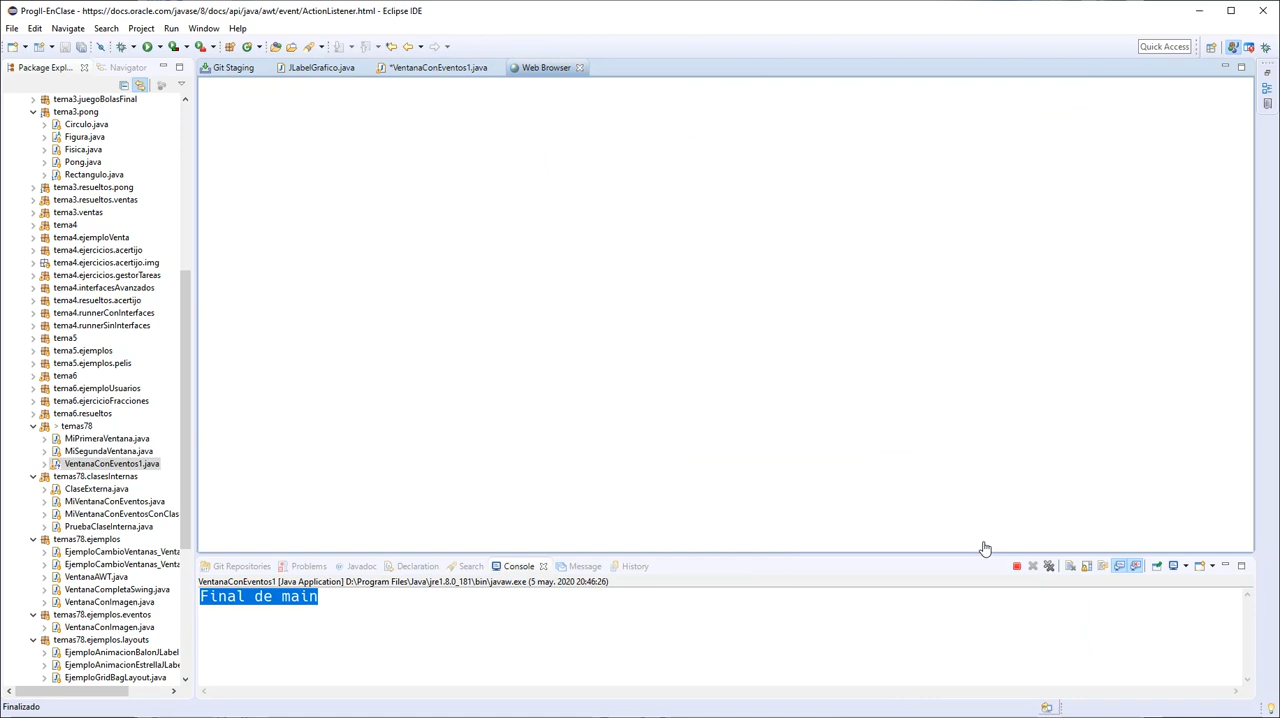 ProgII-EnClase - https://docs.oracle.com/javase/8/docs/api/java/awt/event/ActionListener.html - Eclipse IDE
File Edit Navigate Search Project Run Window Help
Quick Access
Package Expl... Navigator
Git Staging JLabelGrafico.java *VentanaConEventos1.java Web Browser
tema3.juegoBolasFinal
tema3.pong
Circulo.java
Figura.java
Fisica.java
Pong.java
Rectangulo.java
tema3.resueltos.pong
tema3.resueltos.ventas
tema3.ventas
tema4
tema4.ejemploVenta
tema4.ejercicios.acertijo
tema4.ejercicios.acertijo.img
tema4.ejercicios.gestorTareas
tema4.interfacesAvanzados
tema4.resueltos.acertijo
tema4.runnerConInterfaces
tema4.runnerSinInterfaces
tema5
tema5.ejemplos
tema5.ejemplos.pelis
tema6
tema6.ejemploUsuarios
tema6.ejercicioFracciones
tema6.resueltos
> temas78
MiPrimeraVentana.java
MiSegundaVentana.java
VentanaConEventos1.java
temas78.clasesInternas
ClaseExterna.java
MiVentanaConEventos.java
MiVentanaConEventosConClas
PruebaClaseInterna.java
temas78.ejemplos
EjemploCambioVentanas_Venta
EjemploCambioVentanas_Venta
VentanaAWT.java
VentanaCompletaSwing.java
VentanaConImagen.java
temas78.ejemplos.eventos
VentanaConImagen.java
temas78.ejemplos.layouts
EjemploAnimacionBalonJLabel
EjemploAnimacionEstrellaJLabe
EjemploGridBagLayout.java
Git Repositories Problems Javadoc Declaration Search Console Message History
VentanaConEventos1 [Java Application] D:\Program Files\Java\jre1.8.0_181\bin\javaw.exe (5 may. 2020 20:46:26)
Final de main
Finalizado